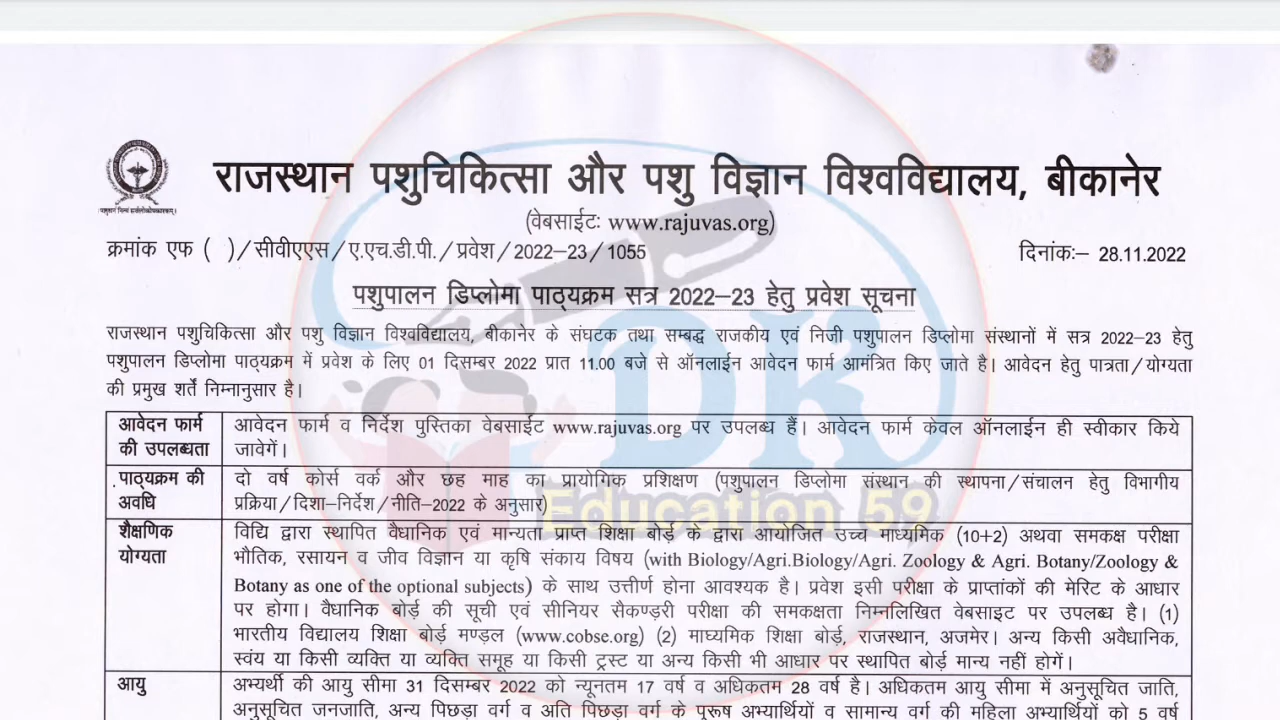 राजस्थान पशुचिकित्सा और पशु विज्ञान विश्वविद्यालय, बीकानेर
(वेबसाईटः www.rajuvas.org)
क्रमांक एफ ( )/सीवीएएस/ए.एच.डी.पी./प्रवेश/2022–23/1055
दिनांकः– 28.11.2022
पशुपालन डिप्लोमा पाठ्यक्रम सत्र 2022–23 हेतु प्रवेश सूचना
राजस्थान पशुचिकित्सा और पशु विज्ञान विश्वविद्यालय, बीकानेर के संघटक तथा सम्बद्ध राजकीय एवं निजी पशुपालन डिप्लोमा संस्थानों में सत्र 2022–23 हेतु
पशुपालन डिप्लोमा पाठ्यक्रम में प्रवेश के लिए 01 दिसम्बर 2022 प्रात 11.00 बजे से ऑनलाईन आवेदन फार्म आमंत्रित किए जाते है। आवेदन हेतु पात्रता/योग्यता
की प्रमुख शर्ते निम्नानुसार है।
आवेदन फार्म
की उपलब्धता
आवेदन फार्म व निर्देश पुस्तिका वेबसाईट www.rajuvas.org पर उपलब्ध हैं। आवेदन फार्म केवल ऑनलाईन ही स्वीकार किये
जावेगें।
पाठ्यक्रम की
अवधि
दो वर्ष कोर्स वर्क और छह माह का प्रायोगिक प्रशिक्षण (पशुपालन डिप्लोमा संस्थान की स्थापना/संचालन हेतु विभागीय
प्रक्रिया/दिशा–निर्देश/नीति–2022 के अनुसार)
शैक्षणिक
योग्यता
विद्यि द्वारा स्थापित वैधानिक एवं मान्यता प्राप्त शिक्षा बोर्ड के द्वारा आयोजित उच्च माध्यमिक (10+2) अथवा समकक्ष परीक्षा
भौतिक, रसायन व जीव विज्ञान या कृषि संकाय विषय (with Biology/Agri.Biology/Agri. Zoology & Agri. Botany/Zoology &
Botany as one of the optional subjects) के साथ उत्तीर्ण होना आवश्यक है। प्रवेश इसी परीक्षा के प्राप्तांकों की मेरिट के आधार
पर होगा। वैधानिक बोर्ड की सूची एवं सीनियर सैकण्ड्री परीक्षा की समकक्षता निम्नलिखित वेबसाइट पर उपलब्ध है। (1)
भारतीय विद्यालय शिक्षा बोर्ड मण्ड़ल (www.cobse.org) (2) माध्यमिक शिक्षा बोर्ड, राजस्थान, अजमेर। अन्य किसी अवैधानिक,
स्वंय या किसी व्यक्ति या व्यक्ति समूह या किसी ट्रस्ट या अन्य किसी भी आधार पर स्थापित बोर्ड मान्य नहीं होगें।
आयु
अभ्यर्थी की आयु सीमा 31 दिसम्बर 2022 को न्यूनतम 17 वर्ष व अधिकतम 28 वर्ष है। अधिकतम आयु सीमा में अनुसूचित जाति,
अनुसूचित जनजाति, अन्य पिछड़ा वर्ग व अति पिछड़ा वर्ग के पुरूष अभ्यार्थियों व सामान्य वर्ग की महिला अभ्यार्थियों को 5 वर्ष
DK
Education 59